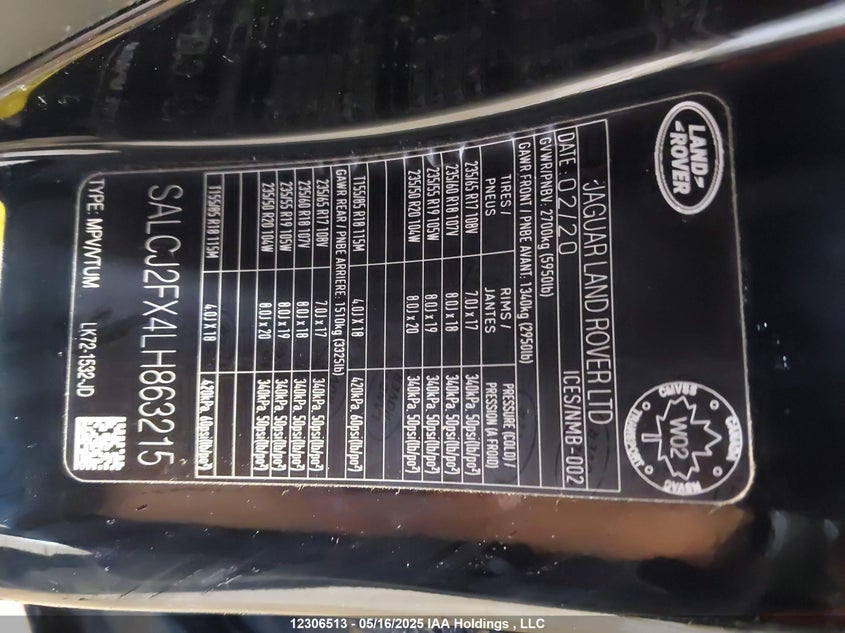 LAND
ROVER
JAGUAR LAND ROVER LTD
DATE: 02/20 ICES/NMB-002
GVWR/PNBV: 2700kg (5950lb)
GAWR FRONT / PNBE AVANT: 1340kg (2950lb)
TIRES / RIMS / PRESSURE (COLD) /
PNEUS JANTES PRESSION (A FROID)
235/65 R17 108V 7.0J x 17 340kPa 50psi(lb/po²)
235/60 R18 107V 8.0J x 18 340kPa 50psi(lb/po²)
235/55 R19 105W 8.0J x 19 340kPa 50psi(lb/po²)
235/50 R20 104W 8.0J x 20 340kPa 50psi(lb/po²)
T155/85 R18 115M 4.0J X 18 420kPa 60psi(lb/po²)
GAWR REAR / PNBE ARRIERE: 1510kg (3325lb)
235/65 R17 108V 7.0J x 17 340kPa 50psi(lb/po²)
235/60 R18 107V 8.0J x 18 340kPa 50psi(lb/po²)
235/55 R19 105W 8.0J x 19 340kPa 50psi(lb/po²)
235/50 R20 104W 8.0J x 20 340kPa 50psi(lb/po²)
T155/85 R18 115M 4.0J X 18 420kPa 60psi(lb/po²)
SALCJ2FX4LH863215
TYPE: MPV/VTUM LK72-1532-JD
CMVSS
CANADA
NSVAC
TRANSPORT
W02
12306513 - 05/16/2025 IAA Holdings , LLC